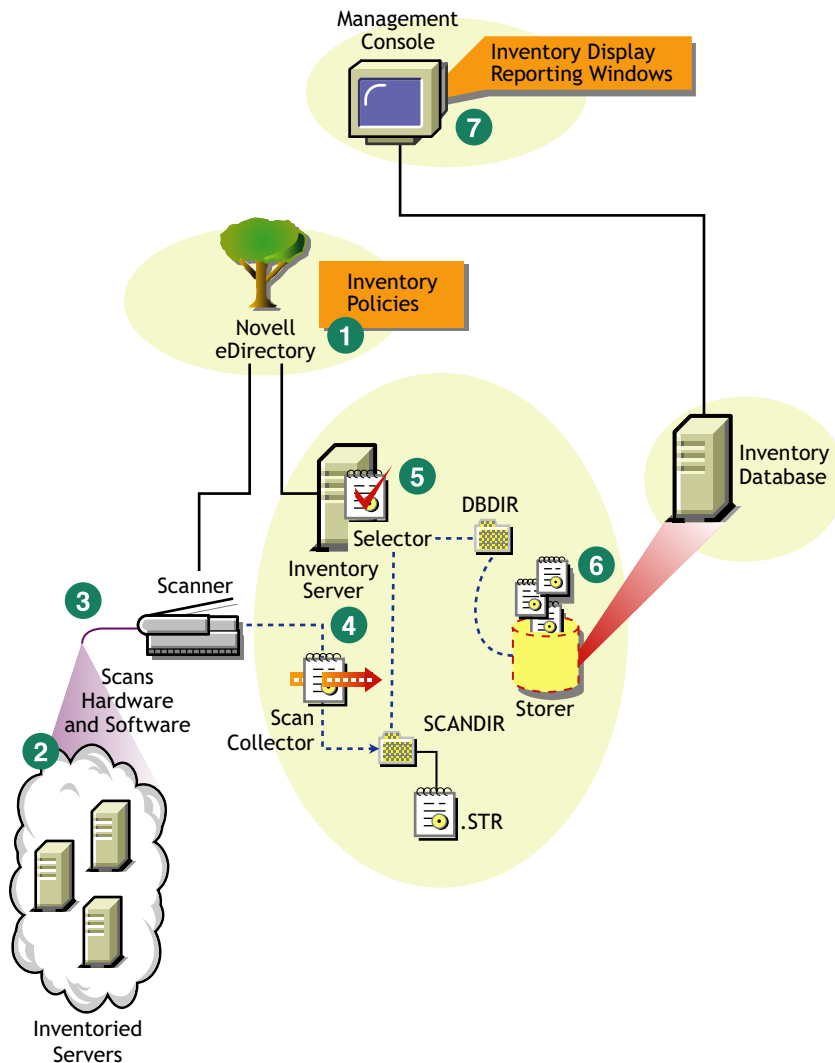 Management
Console
Inventory Display
Reporting Windows
7
Inventory
Policies
Novell
eDirectory
1
Inventory
Database
5
DBDIR
Selector
Inventory
Server
6
Scanner
3
4
Scans
Hardware
and Software
Scan
Collector
SCANDIR
Storer
2
.STR
Inventoried
Servers